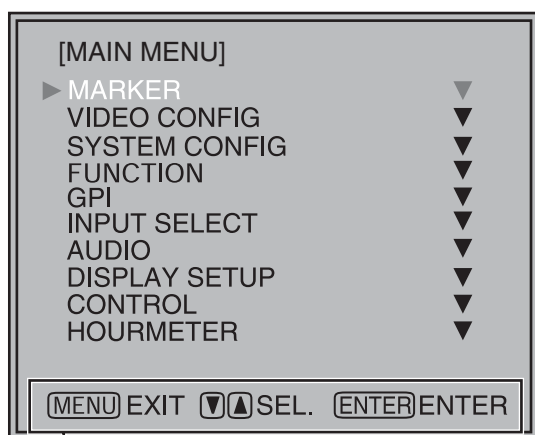 [MAIN MENU]
▶ MARKER ▼
VIDEO CONFIG ▼
SYSTEM CONFIG ▼
FUNCTION ▼
GPI ▼
INPUT SELECT ▼
AUDIO ▼
DISPLAY SETUP ▼
CONTROL ▼
HOURMETER ▼
MENU EXIT ▼▲ SEL. ENTER ENTER